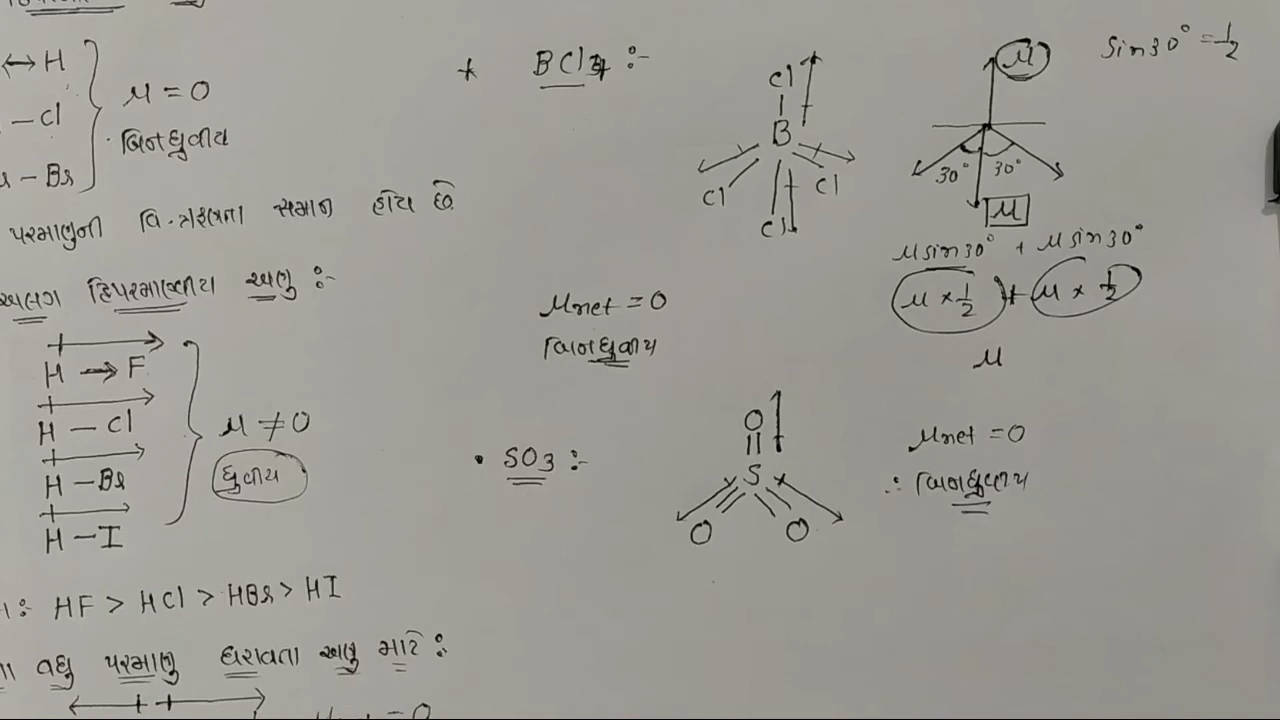 ↔ H
- Cl
- Br
μ = 0
બિનધ્રુવીય
પરમાણુની વિ.ઋણતા સમાન હોય છે
અલગ દ્વિપરમાણ્વીય અણુ :-
H → F
H - Cl
H - Br
H - I
μ ≠ 0
ધ્રુવીય
HF > HCl > HBr > HI
વધુ પરમાણુ ધરાવતા અણુ માટે :
* BCl :-
Cl
B
Cl Cl
Cl
μnet = 0
બિનધ્રુવીય
μ
30° 30°
μ
Sin30° = 1/2
μsin30° + μsin30°
μ × 1/2 + μ × 1/2
μ
• SO3 :-
O
S
O O
μnet = 0
∴ બિનધ્રુવીય